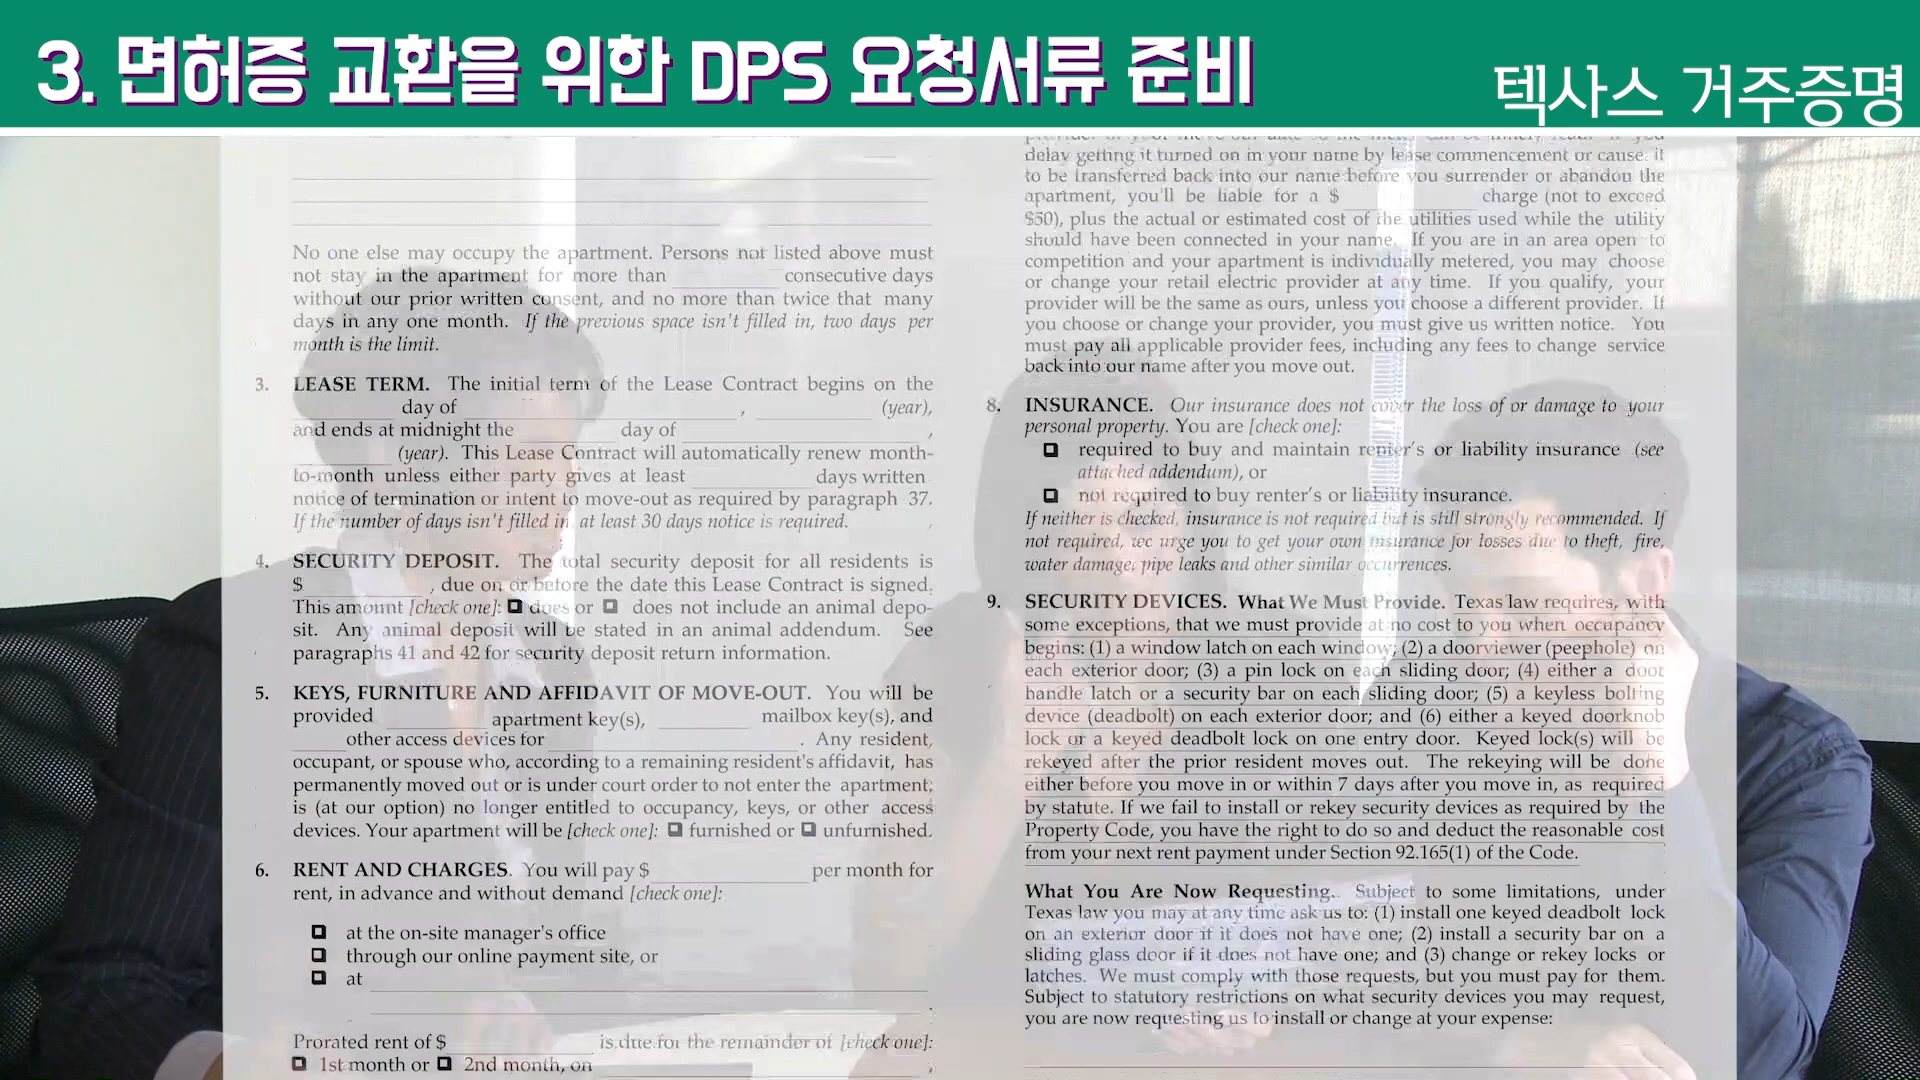 3. 면허증 교환을 위한 DPS 요청서류 준비
텍사스 거주증명
No one else may occupy the apartment. Persons not listed above must
not stay in the apartment for more than consecutive days
without our prior written consent, and no more than twice that many
days in any one month. If the previous space isn't filled in, two days per
month is the limit.
3. LEASE TERM. The initial term of the Lease Contract begins on the
day of , (year),
and ends at midnight the day of ,
(year). This Lease Contract will automatically renew month-
to-month unless either party gives at least days written
notice of termination or intent to move-out as required by paragraph 37.
If the number of days isn't filled in, at least 30 days notice is required.
4. SECURITY DEPOSIT. The total security deposit for all residents is
$ , due on or before the date this Lease Contract is signed.
This amount [check one]: ❑ does or ❑ does not include an animal depo-
sit. Any animal deposit will be stated in an animal addendum. See
paragraphs 41 and 42 for security deposit return information.
5. KEYS, FURNITURE AND AFFIDAVIT OF MOVE-OUT. You will be
provided apartment key(s), mailbox key(s), and
other access devices for . Any resident,
occupant, or spouse who, according to a remaining resident's affidavit, has
permanently moved out or is under court order to not enter the apartment,
is (at our option) no longer entitled to occupancy, keys, or other access
devices. Your apartment will be [check one]: ❑ furnished or ❑ unfurnished.
6. RENT AND CHARGES. You will pay $ per month for
rent, in advance and without demand [check one]:
❑ at the on-site manager's office
❑ through our online payment site, or
❑ at
Prorated rent of $ is due for the remainder of [check one]:
❑ 1st month or ❑ 2nd month, on ,
delay getting it turned on in your name by lease commencement or cause it
to be transferred back into our name before you surrender or abandon the
apartment, you'll be liable for a $ charge (not to exceed
$50), plus the actual or estimated cost of the utilities used while the utility
should have been connected in your name. If you are in an area open to
competition and your apartment is individually metered, you may choose
or change your retail electric provider at any time. If you qualify, your
provider will be the same as ours, unless you choose a different provider. If
you choose or change your provider, you must give us written notice. You
must pay all applicable provider fees, including any fees to change service
back into our name after you move out.
8. INSURANCE. Our insurance does not cover the loss of or damage to your
personal property. You are [check one]:
❑ required to buy and maintain renter's or liability insurance (see
attached addendum), or
❑ not required to buy renter's or liability insurance.
If neither is checked, insurance is not required but is still strongly recommended. If
not required, we urge you to get your own insurance for losses due to theft, fire,
water damage, pipe leaks and other similar occurrences.
9. SECURITY DEVICES. What We Must Provide. Texas law requires, with
some exceptions, that we must provide at no cost to you when occupancy
begins: (1) a window latch on each window; (2) a doorviewer (peephole) on
each exterior door; (3) a pin lock on each sliding door; (4) either a door
handle latch or a security bar on each sliding door; (5) a keyless bolting
device (deadbolt) on each exterior door; and (6) either a keyed doorknob
lock or a keyed deadbolt lock on one entry door. Keyed lock(s) will be
rekeyed after the prior resident moves out. The rekeying will be done
either before you move in or within 7 days after you move in, as required
by statute. If we fail to install or rekey security devices as required by the
Property Code, you have the right to do so and deduct the reasonable cost
from your next rent payment under Section 92.165(1) of the Code.
What You Are Now Requesting. Subject to some limitations, under
Texas law you may at any time ask us to: (1) install one keyed deadbolt lock
on an exterior door if it does not have one; (2) install a security bar on a
sliding glass door if it does not have one; and (3) change or rekey locks or
latches. We must comply with those requests, but you must pay for them.
Subject to statutory restrictions on what security devices you may request,
you are now requesting us to install or change at your expense: